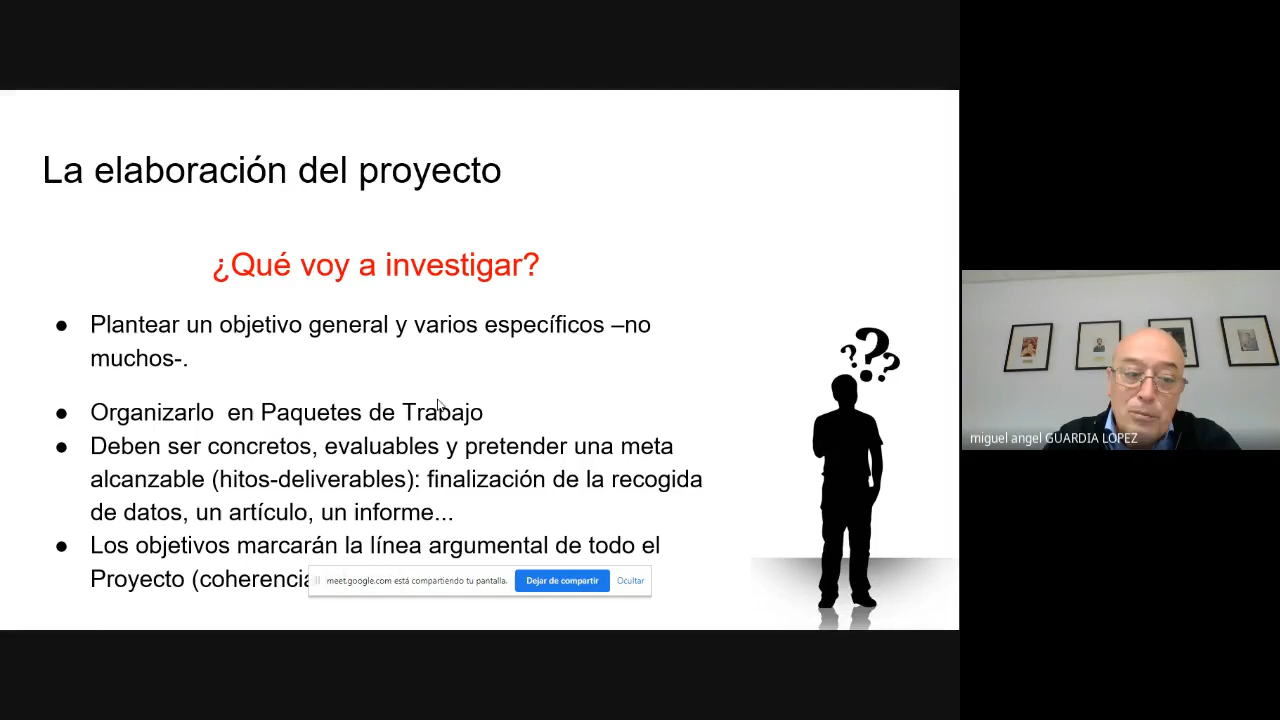 La elaboración del proyecto
¿Qué voy a investigar?
● Plantear un objetivo general y varios específicos –no
muchos-.
● Organizarlo  en Paquetes de Trabajo
● Deben ser concretos, evaluables y pretender una meta
alcanzable (hitos-deliverables): finalización de la recogida
de datos, un artículo, un informe...
● Los objetivos marcarán la línea argumental de todo el
Proyecto (coherencia
meet.google.com está compartiendo tu pantalla. Dejar de compartir Ocultar
miguel angel GUARDIA LOPEZ